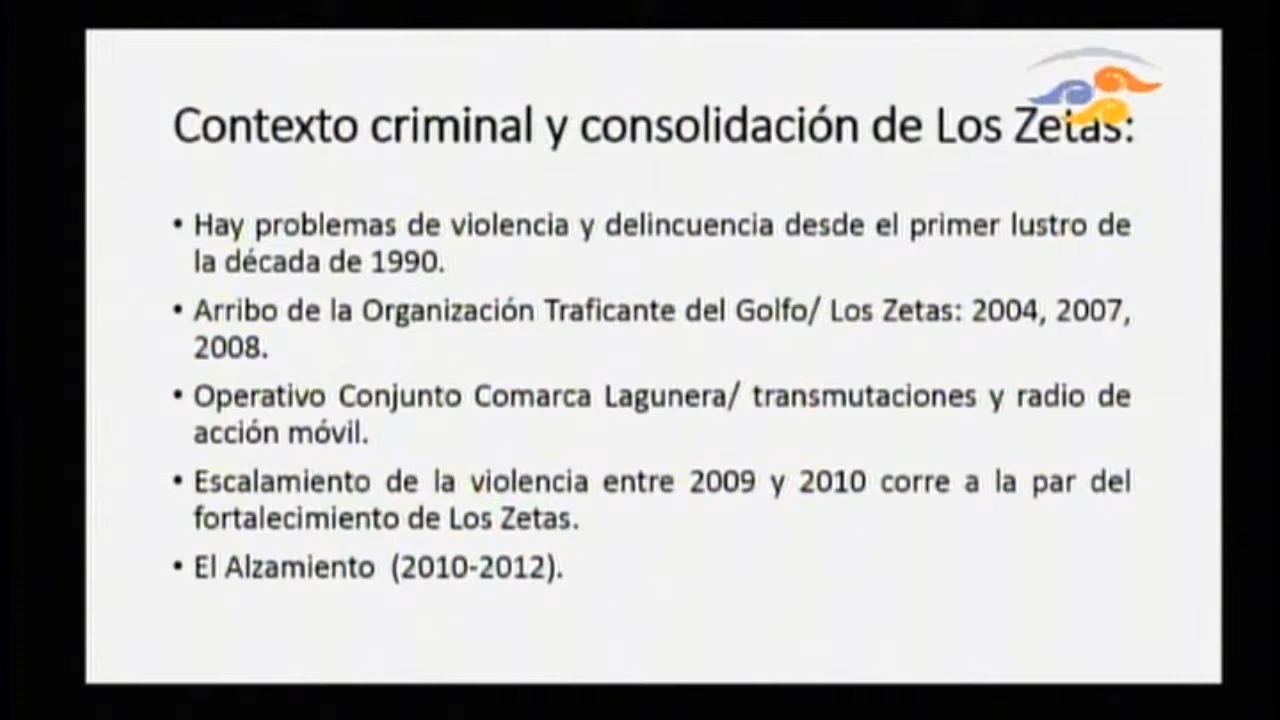 Contexto criminal y consolidación de Los Zetas:
• Hay problemas de violencia y delincuencia desde el primer lustro de
la década de 1990.
• Arribo de la Organización Traficante del Golfo/ Los Zetas: 2004, 2007,
2008.
• Operativo Conjunto Comarca Lagunera/ transmutaciones y radio de
acción móvil.
• Escalamiento de la violencia entre 2009 y 2010 corre a la par del
fortalecimiento de Los Zetas.
• El Alzamiento (2010-2012).